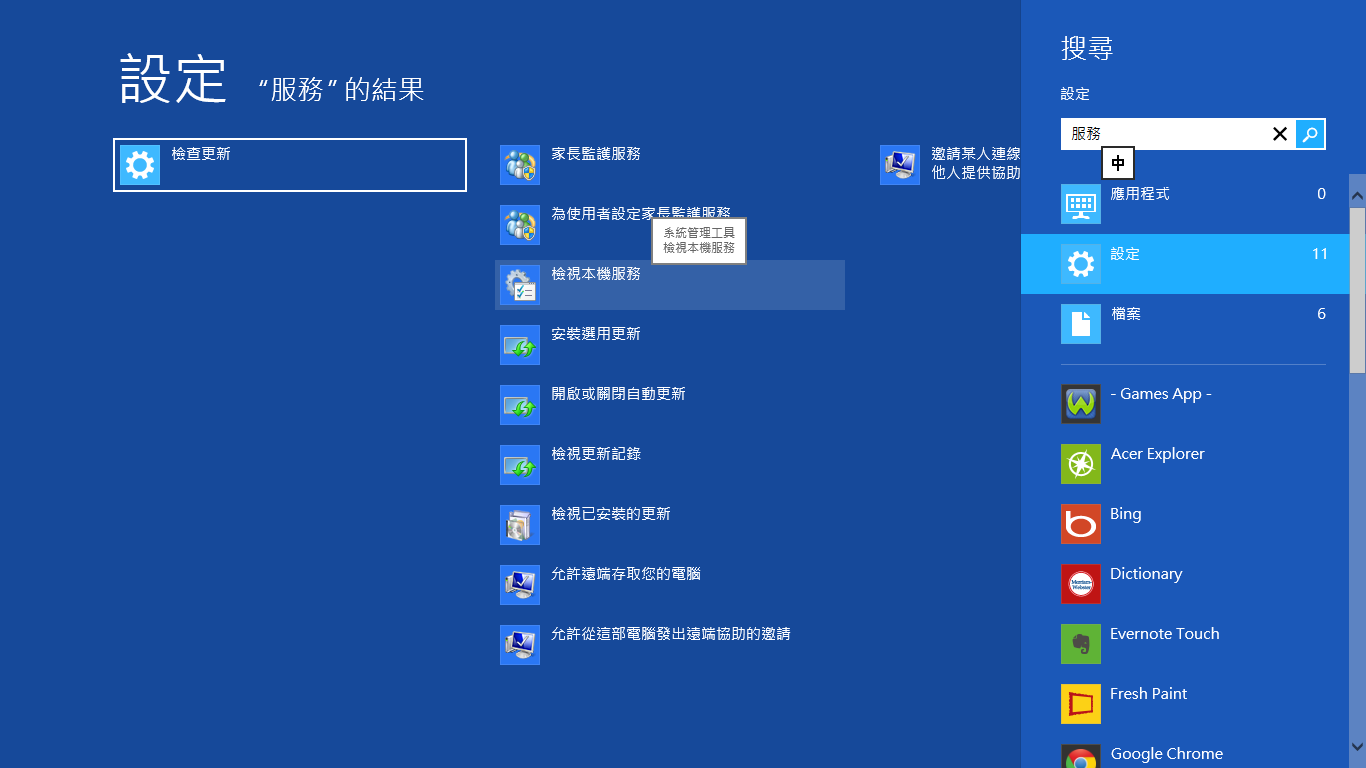 設定 “服務” 的結果
檢查更新
家長監護服務
為使用者設定家長監護服務
系統管理工具
檢視本機服務
檢視本機服務
安裝選用更新
開啟或關閉自動更新
檢視更新記錄
檢視已安裝的更新
允許遠端存取您的電腦
允許從這部電腦發出遠端協助的邀請
邀請某人連線
他人提供協助
搜尋
設定
服務
中
應用程式 0
設定 11
檔案 6
- Games App -
Acer Explorer
Bing
Dictionary
Evernote Touch
Fresh Paint
Google Chrome